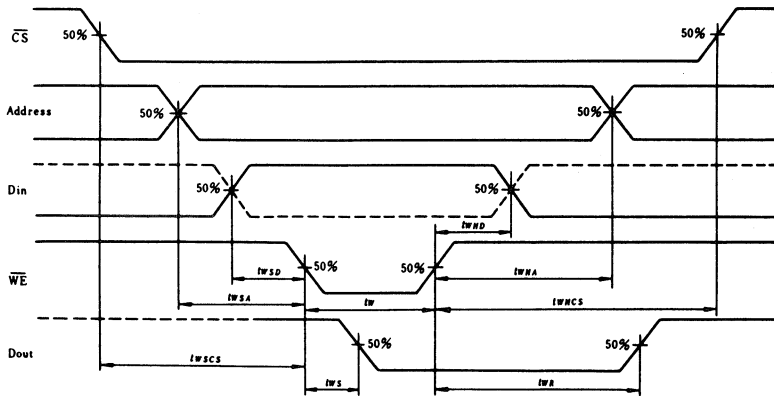 CS
50%
50%
Address
50%
50%
Din
50%
50%
tWHD
WE
tWSD
50%
50%
tWHA
tWSA
tW
tWHCS
Dout
50%
50%
tWSCS
tWS
tWR